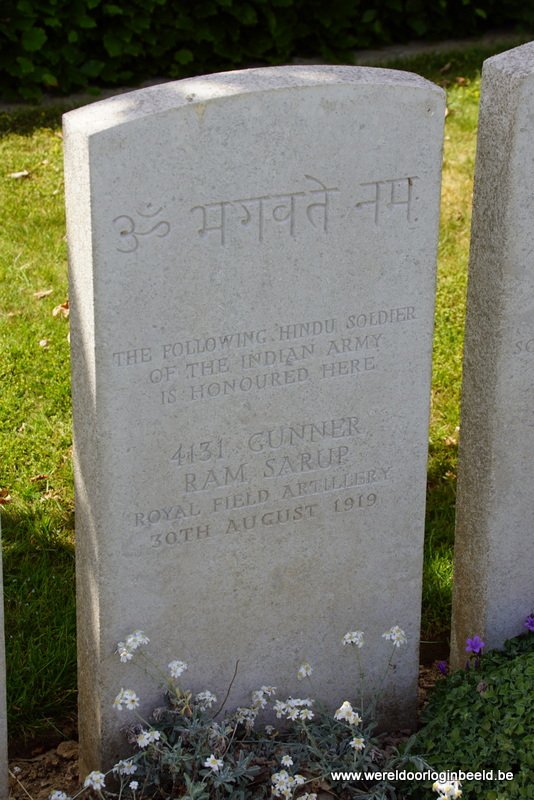 ॐ भगवते नमः
THE FOLLOWING HINDU SOLDIER
OF THE INDIAN ARMY
IS HONOURED HERE
4131 GUNNER
RAM SARUP
ROYAL FIELD ARTILLERY
30TH AUGUST 1919
www.wereldoorloginbeeld.be